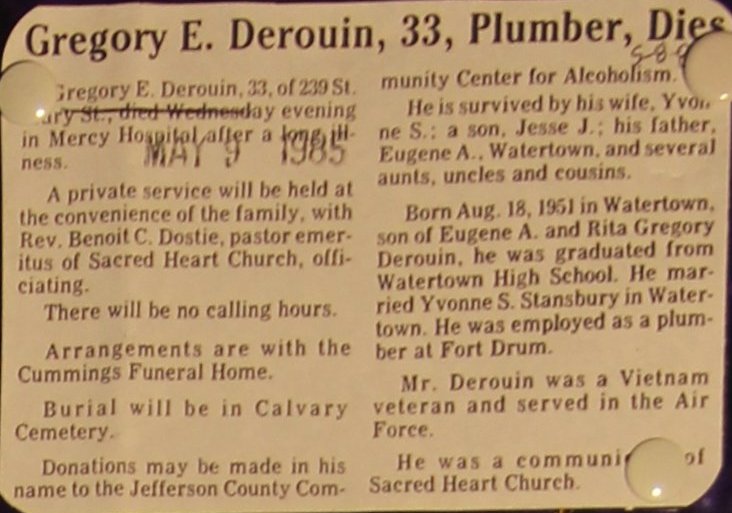 Gregory E. Derouin, 33, Plumber, Dies
Gregory E. Derouin, 33, of 239 St.
ary St., died Wednesday evening
in Mercy Hospital after a long ill-
ness.
MAY 9 1985
A private service will be held at
the convenience of the family, with
Rev. Benoit C. Dostie, pastor emer-
itus of Sacred Heart Church, offi-
ciating.
There will be no calling hours.
Arrangements are with the
Cummings Funeral Home.
Burial will be in Calvary
Cemetery.
Donations may be made in his
name to the Jefferson County Com-
munity Center for Alcoholism.
He is survived by his wife, Yvon
ne S.; a son, Jesse J.; his father,
Eugene A., Watertown, and several
aunts, uncles and cousins.
Born Aug. 18, 1951 in Watertown,
son of Eugene A. and Rita Gregory
Derouin, he was graduated from
Watertown High School. He mar-
ried Yvonne S. Stansbury in Water-
town. He was employed as a plum-
ber at Fort Drum.
Mr. Derouin was a Vietnam
veteran and served in the Air
Force.
He was a communi of
Sacred Heart Church.